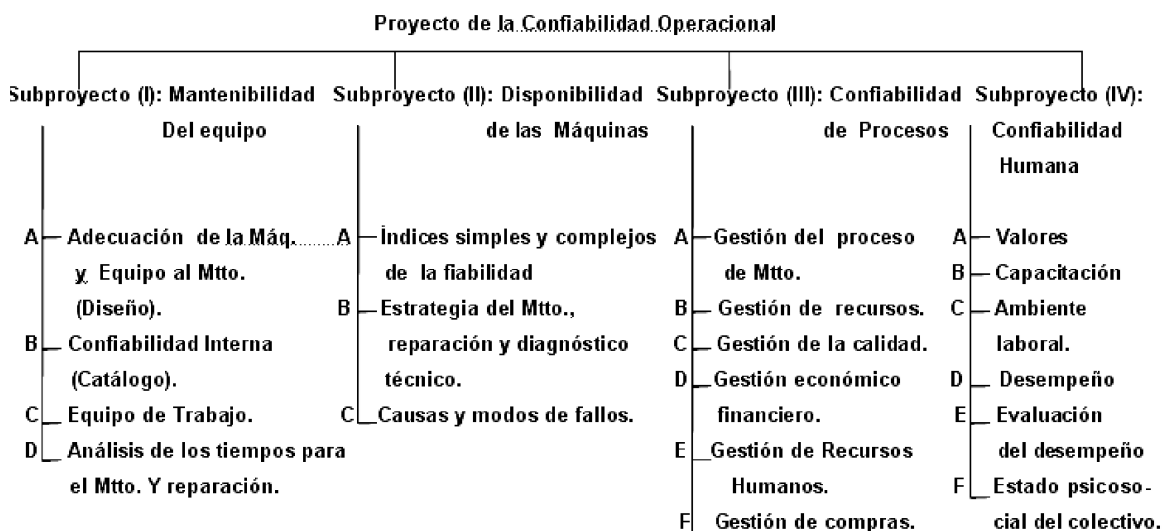 Proyecto de la Confiabilidad Operacional
Subproyecto (I): Mantenibilidad
Del equipo
A Adecuación de la Máq.
y Equipo al Mtto.
(Diseño).
B Confiabilidad Interna
(Catálogo).
C Equipo de Trabajo.
D Análisis de los tiempos para
el Mtto. Y reparación.
Subproyecto (II): Disponibilidad
de las Máquinas
A Índices simples y complejos
de la fiabilidad
B Estrategia del Mtto.,
reparación y diagnóstico
técnico.
C Causas y modos de fallos.
Subproyecto (III): Confiabilidad
de Procesos
A Gestión del proceso
de Mtto.
B Gestión de recursos.
C Gestión de la calidad.
D Gestión económico
financiero.
E Gestión de Recursos
Humanos.
F Gestión de compras.
Subproyecto (IV):
Confiabilidad
Humana
A Valores
B Capacitación
C Ambiente
laboral.
D Desempeño
E Evaluación
del desempeño
F Estado psicoso-
cial del colectivo.